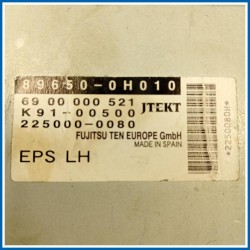 89650-0H010
69 00 000 521
JTEKT
K91-00500
225000-0080
FUJITSU TEN EUROPE GmbH
MADE IN SPAIN
EPS LH
*2250080H*